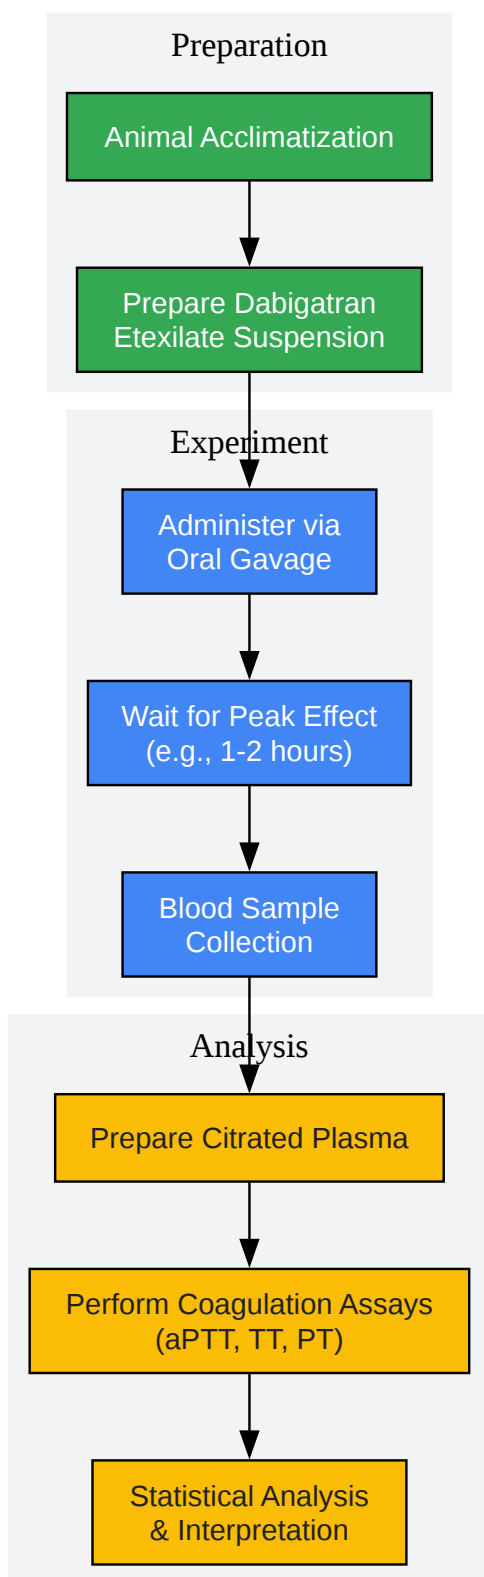 Preparation
Animal Acclimatization
Prepare Dabigatran
Etexilate Suspension
Experiment
Administer via
Oral Gavage
Wait for Peak Effect
(e.g., 1-2 hours)
Blood Sample
Collection
Analysis
Prepare Citrated Plasma
Perform Coagulation Assays
(aPTT, TT, PT)
Statistical Analysis
& Interpretation